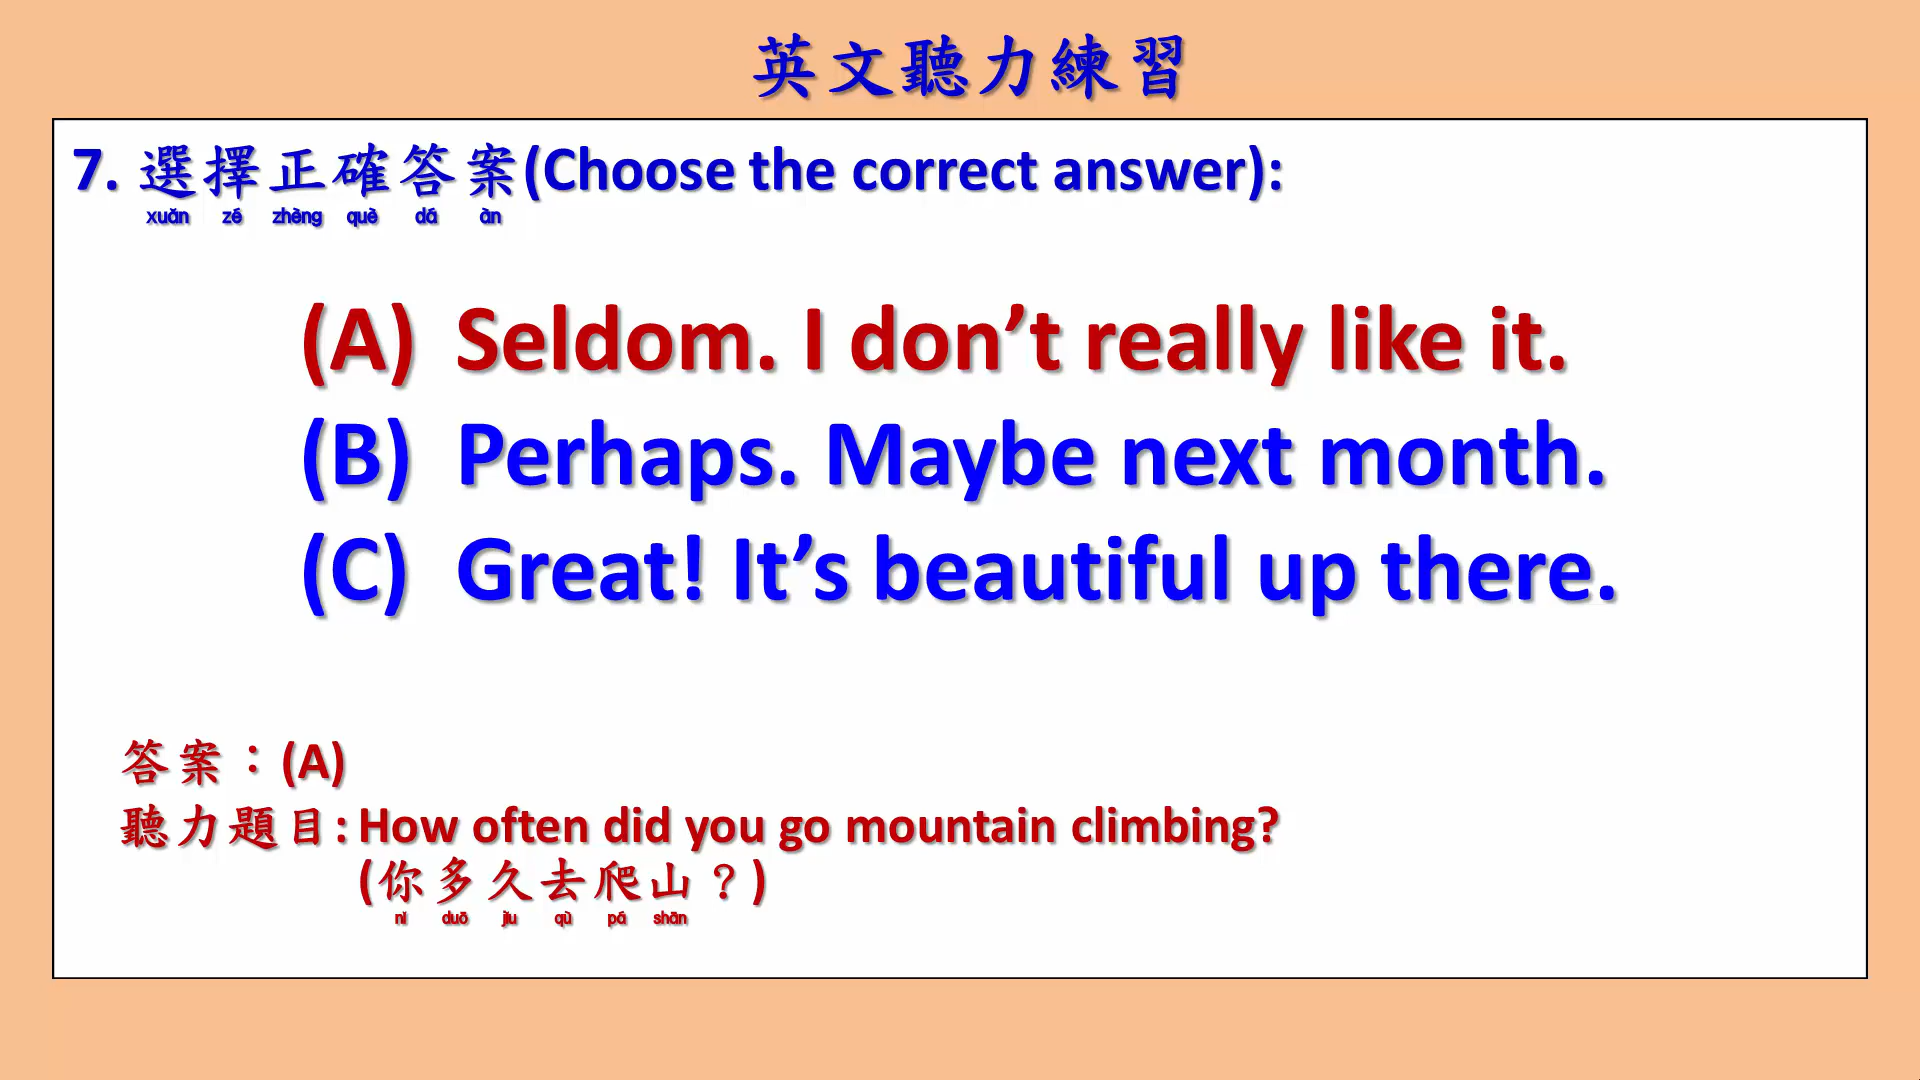 英文聽力練習
7. 選擇正確答案(Choose the correct answer):
xuǎn zé zhèng què dá àn
(A) Seldom. I don’t really like it.
(B) Perhaps. Maybe next month.
(C) Great! It’s beautiful up there.
答案：(A)
聽力題目: How often did you go mountain climbing?
(你多久去爬山？)
nǐ duō jiu qù pá shān